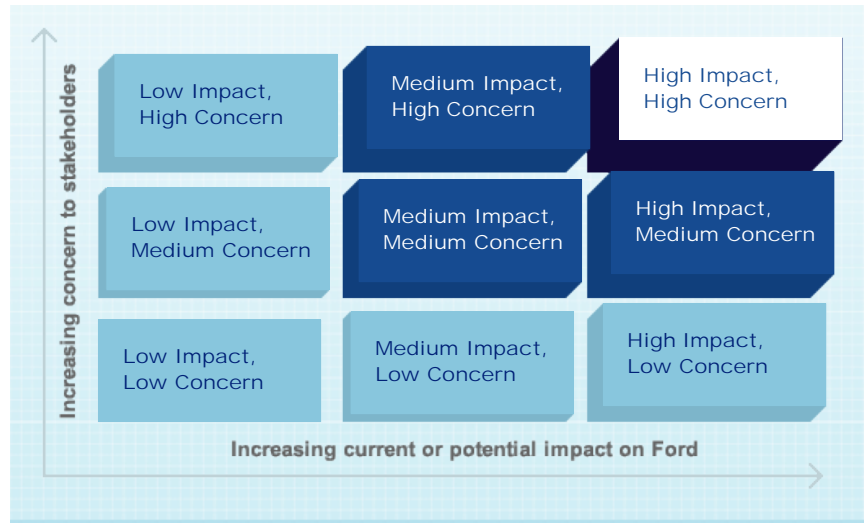 Increasing concern to stakeholders
Low Impact,
High Concern
Medium Impact,
High Concern
High Impact,
High Concern
Low Impact,
Medium Concern
Medium Impact,
Medium Concern
High Impact,
Medium Concern
Low Impact,
Low Concern
Medium Impact,
Low Concern
High Impact,
Low Concern
Increasing current or potential impact on Ford